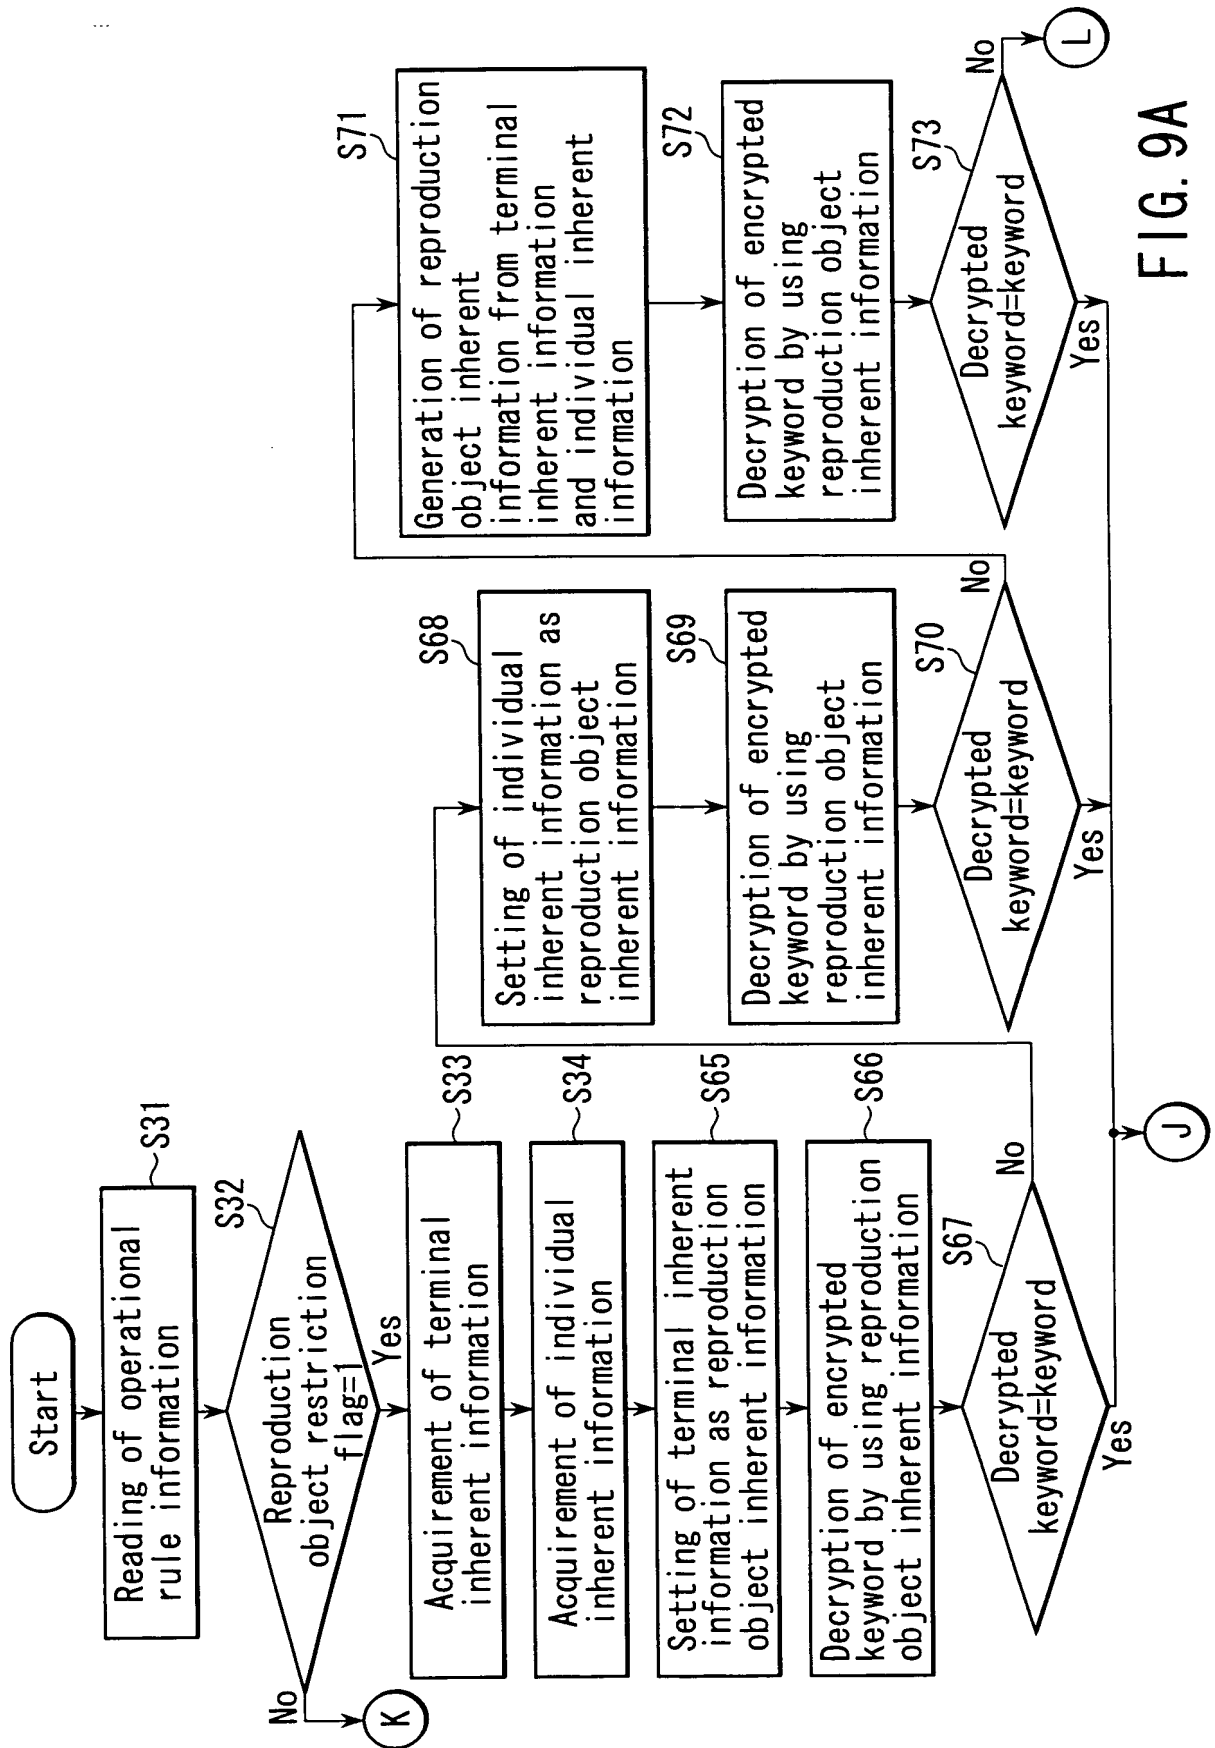 Start
Reading of operational
rule information
S31
Reproduction
object restriction
flag=1
S32
No
K
Yes
Acquirement of terminal
inherent information
S33
Acquirement of individual
inherent information
S34
Setting of terminal inherent
information as reproduction
object inherent information
S65
Decryption of encrypted
keyword by using reproduction
object inherent information
S66
Decrypted
keyword=keyword
S67
No
Yes
J
Setting of individual
inherent information as
reproduction object
inherent information
S68
Decryption of encrypted
keyword by using
reproduction object
inherent information
S69
Decrypted
keyword=keyword
S70
No
Yes
Generation of reproduction
object inherent
information from terminal
inherent information
and individual inherent
information
S71
Decryption of encrypted
keyword by using
reproduction object
inherent information
S72
Decrypted
keyword=keyword
S73
No
L
Yes
FIG. 9A